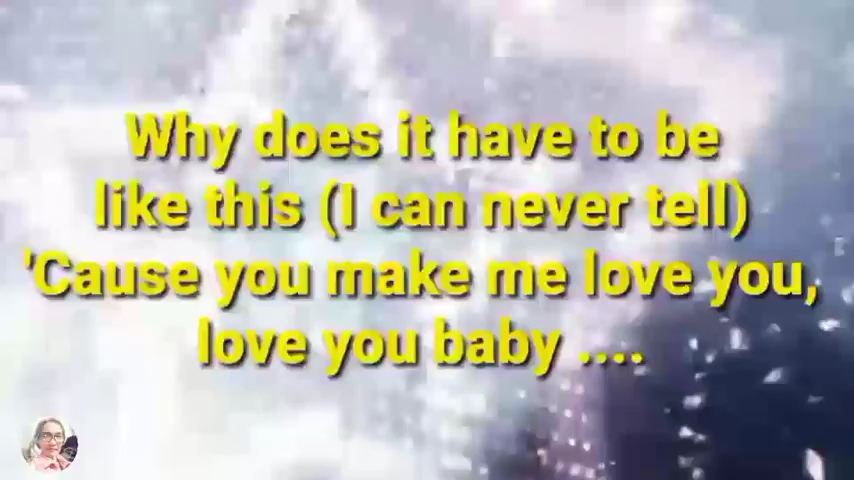 Why does it have to be
like this (I can never tell)
'Cause you make me love you,
love you baby ....